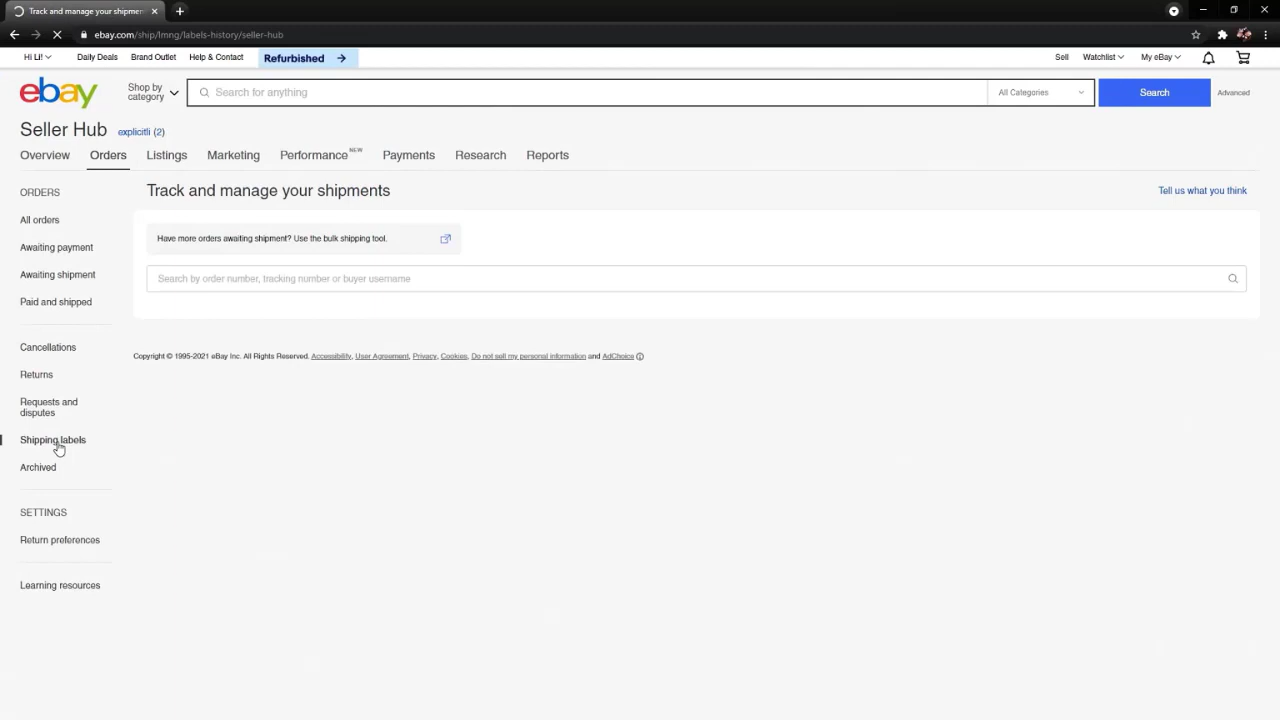 Track and manage your shipmen
ebay.com/ship/lmng/labels-history/seller-hub
Hi Li!
Daily Deals
Brand Outlet
Help & Contact
Refurbished
Sell
Watchlist
My eBay
ebay
Shop by
category
Search for anything
All Categories
Search
Advanced
Seller Hub
explicitli (2)
Overview
Orders
Listings
Marketing
Performance NEW
Payments
Research
Reports
ORDERS
All orders
Awaiting payment
Awaiting shipment
Paid and shipped
Cancellations
Returns
Requests and
disputes
Shipping labels
Archived
SETTINGS
Return preferences
Learning resources
Track and manage your shipments
Tell us what you think
Have more orders awaiting shipment? Use the bulk shipping tool.
Search by order number, tracking number or buyer username
Copyright © 1995-2021 eBay Inc. All Rights Reserved. Accessibility, User Agreement, Privacy, Cookies, Do not sell my personal information and AdChoice